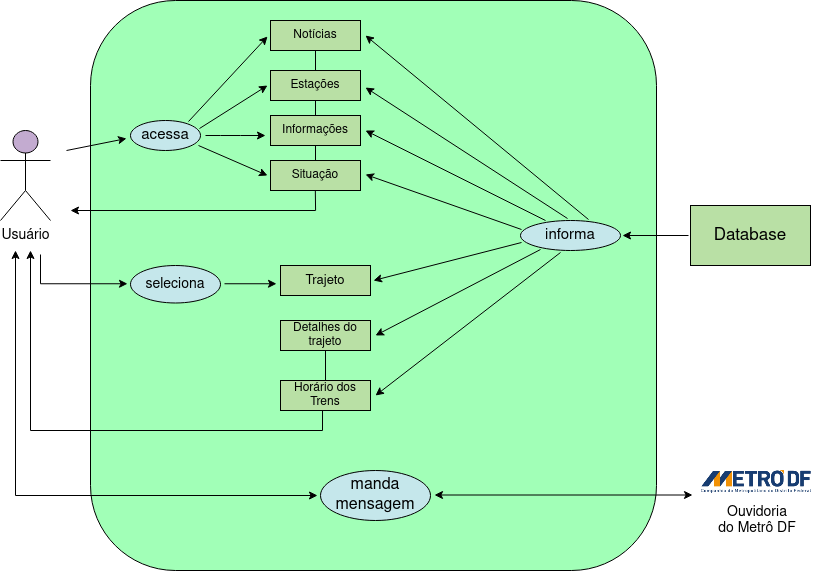 Notícias
Estações
acessa
Informações
Situação
Usuário
informa
Database
seleciona
Trajeto
Detalhes do
trajeto
Horário dos
Trens
manda
mensagem
METRÔ DF
Companhia do Metropolitano do Distrito Federal
Ouvidoria
do Metrô DF